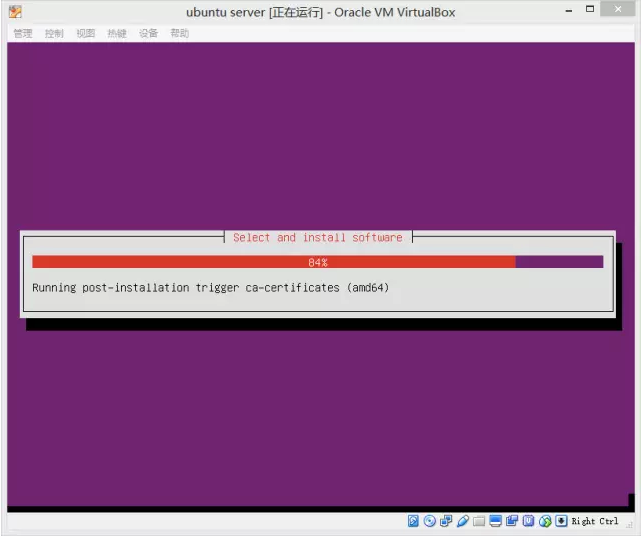 ubuntu server [正在运行] - Oracle VM VirtualBox
管理 控制 视图 热键 设备 帮助
Select and install software
84%
Running post-installation trigger ca-certificates (amd64)
Right Ctrl